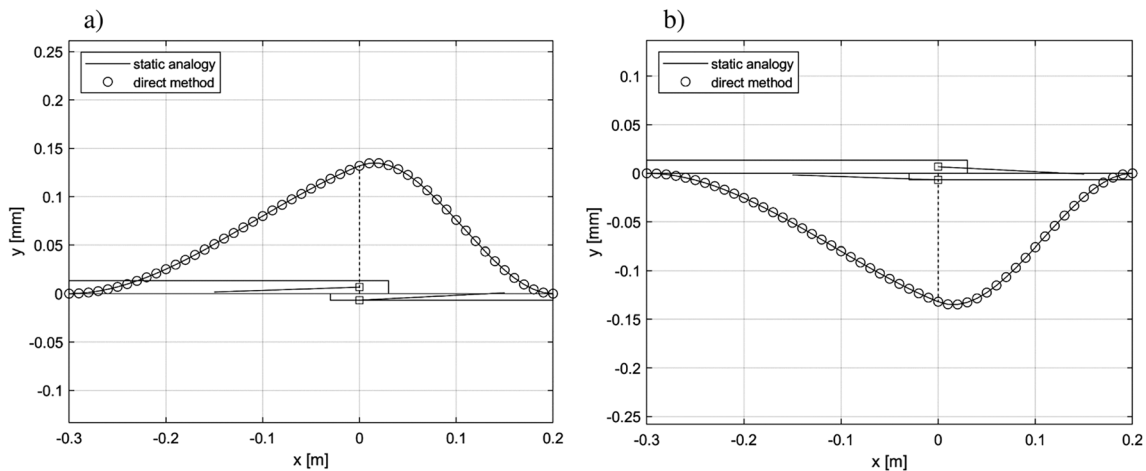 a)
static analogy
direct method
0.25
0.2
0.15
0.1
0.05
0
-0.05
-0.1
y [mm]
-0.3
-0.2
-0.1
0
0.1
0.2
x [m]
b)
static analogy
direct method
0.1
0.05
0
-0.05
-0.1
-0.15
-0.2
-0.25
y [mm]
-0.3
-0.2
-0.1
0
0.1
0.2
x [m]